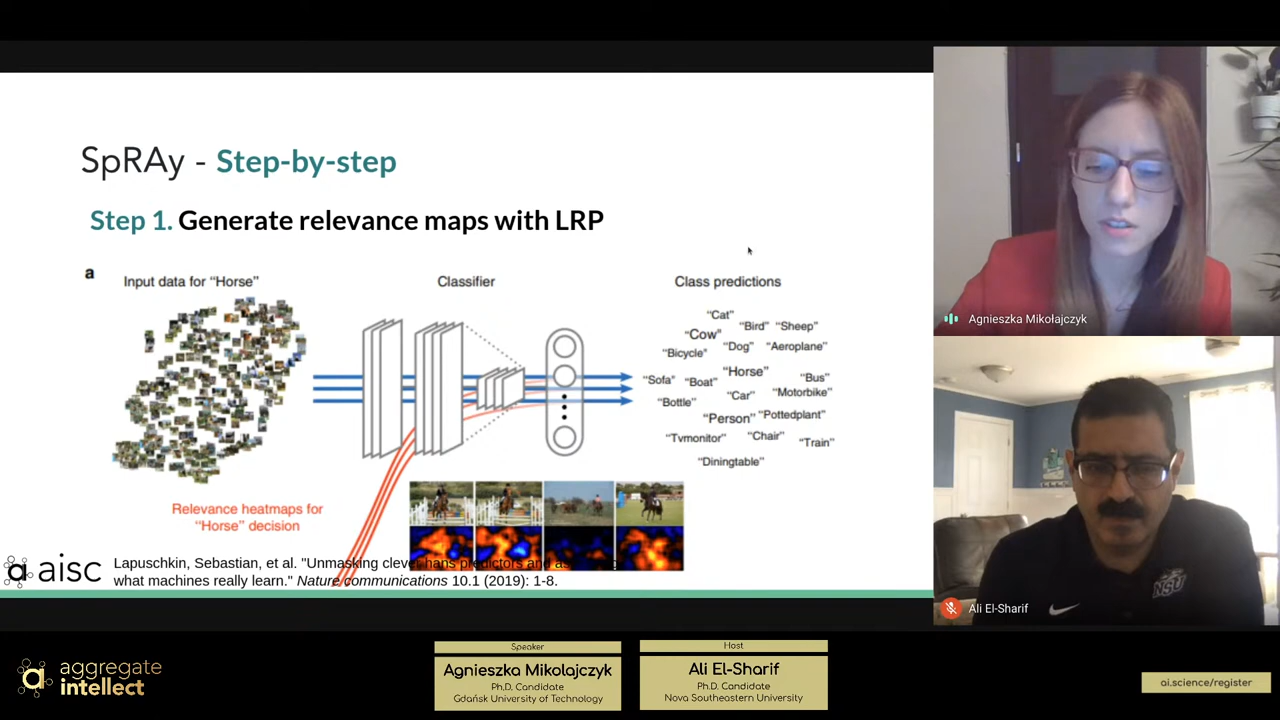 SpRAy - Step-by-step
Step 1. Generate relevance maps with LRP
a
Input data for “Horse”
Classifier
Class predictions
“Cat”
“Cow” “Bird” “Sheep”
“Bicycle” “Dog” “Aeroplane”
“Sofa” “Boat” “Horse” “Bus”
“Bottle” “Car” “Motorbike”
“Person” “Pottedplant”
“Tvmonitor” “Chair” “Train”
“Diningtable”
Relevance heatmaps for
“Horse” decision
aisc
Lapuschkin, Sebastian, et al. "Unmasking clever hans predictors and
what machines really learn." Nature communications 10.1 (2019): 1-8.
Agnieszka Mikołajczyk
NSU
Ali El-Sharif
aggregate
intellect
Speaker
Agnieszka Mikolajczyk
Ph.D. Candidate
Gdańsk University of Technology
Host
Ali El-Sharif
Ph.D. Candidate
Nova Southeastern University
ai.science/register